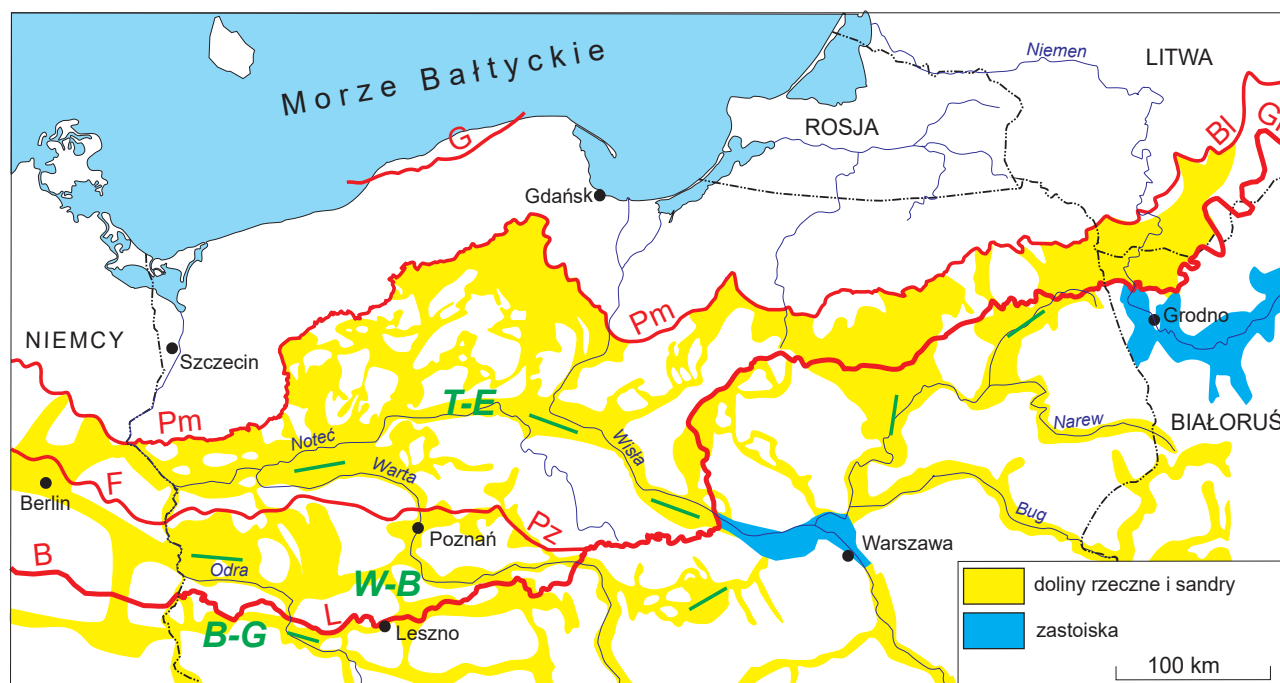 Morze Bałtyckie
Niemen
LITWA
Bl
Gr
ROSJA
G
Gdańsk
Grodno
NIEMCY
Szczecin
Pm
Pm
T-E
Noteć
Wisła
Narew
BIAŁORUŚ
Warta
Berlin
F
Pz
Bug
Poznań
Warszawa
B
Odra
W-B
L
B-G
Leszno
doliny rzeczne i sandry
zastoiska
100 km